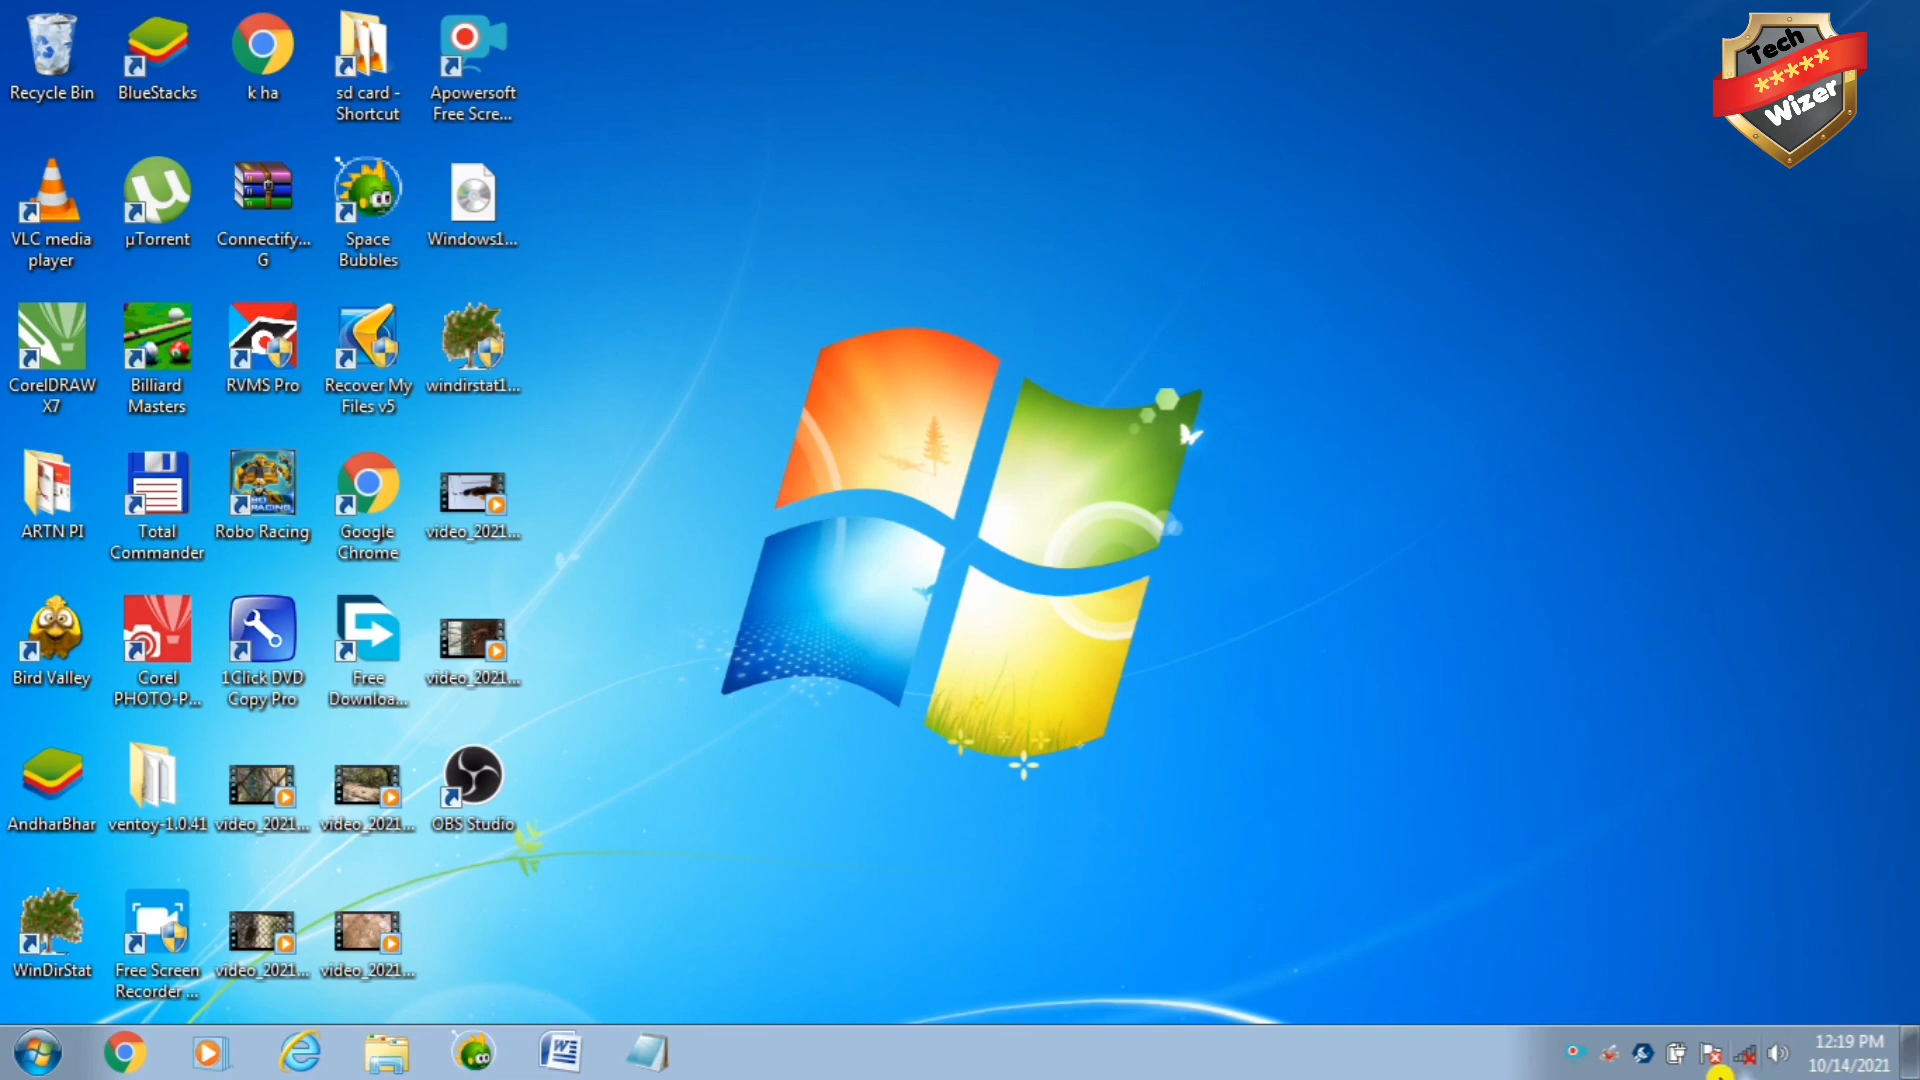 Recycle Bin
BlueStacks
k ha
sd card -
Shortcut
Apowersoft
Free Scre...
Tech
Wizer
VLC media
player
µTorrent
Connectify...
G
Space
Bubbles
Windows1...
CorelDRAW
X7
Billiard
Masters
RVMS Pro
Recover My
Files v5
windirstat1...
ARTN PI
Total
Commander
Robo Racing
Google
Chrome
video_2021...
Bird Valley
Corel
PHOTO-P...
1Click DVD
Copy Pro
Free
Downloa...
video_2021...
AndharBhar
ventoy-1.0.41
video_2021...
video_2021...
OBS Studio
WinDirStat
Free Screen
Recorder ...
video_2021...
video_2021...
12:19 PM
10/14/2021